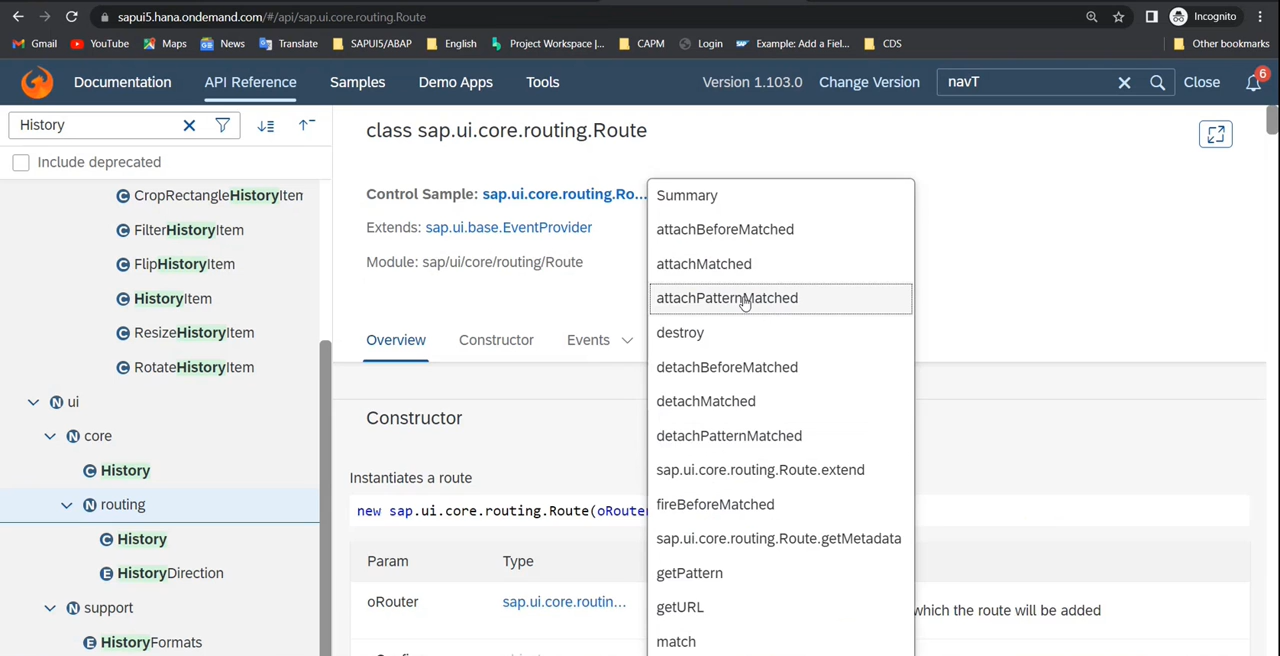 sapui5.hana.ondemand.com/#/api/sap.ui.core.routing.Route
Incognito
Gmail
YouTube
Maps
News
Translate
SAPUI5/ABAP
English
Project Workspace |...
CAPM
Login
Example: Add a Fiel...
CDS
Other bookmarks
Documentation
API Reference
Samples
Demo Apps
Tools
Version 1.103.0
Change Version
navT
Close
6
History
Include deprecated
CropRectangleHistoryItem
FilterHistoryItem
FlipHistoryItem
HistoryItem
ResizeHistoryItem
RotateHistoryItem
N ui
N core
C History
N routing
C History
E HistoryDirection
N support
E HistoryFormats
class sap.ui.core.routing.Route
Control Sample: sap.ui.core.routing.Ro...
Extends: sap.ui.base.EventProvider
Module: sap/ui/core/routing/Route
Overview
Constructor
Events
Summary
attachBeforeMatched
attachMatched
attachPatternMatched
destroy
detachBeforeMatched
detachMatched
detachPatternMatched
sap.ui.core.routing.Route.extend
fireBeforeMatched
sap.ui.core.routing.Route.getMetadata
getPattern
getURL
match
Constructor
Instantiates a route
new sap.ui.core.routing.Route(oRouter
Param
Type
oRouter
sap.ui.core.routin...
which the route will be added